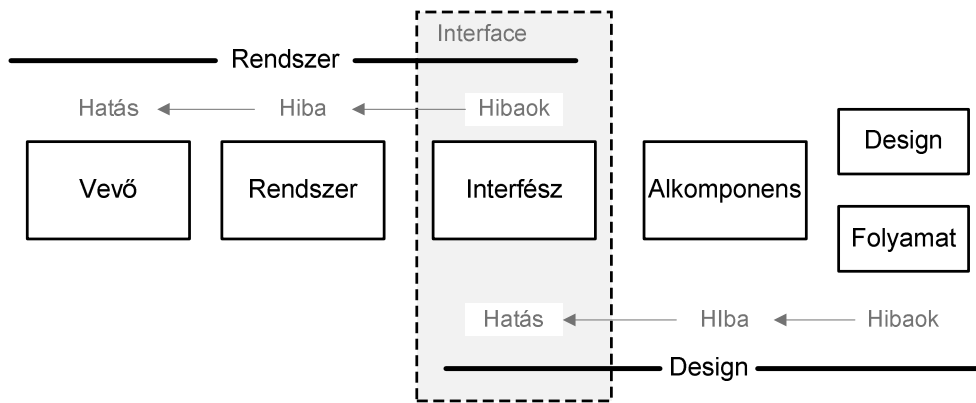 Interface
Rendszer
Hatás Hiba Hibaok
Vevő Rendszer Interfész Alkomponens Design
Folyamat
Hatás HIba Hibaok
Design